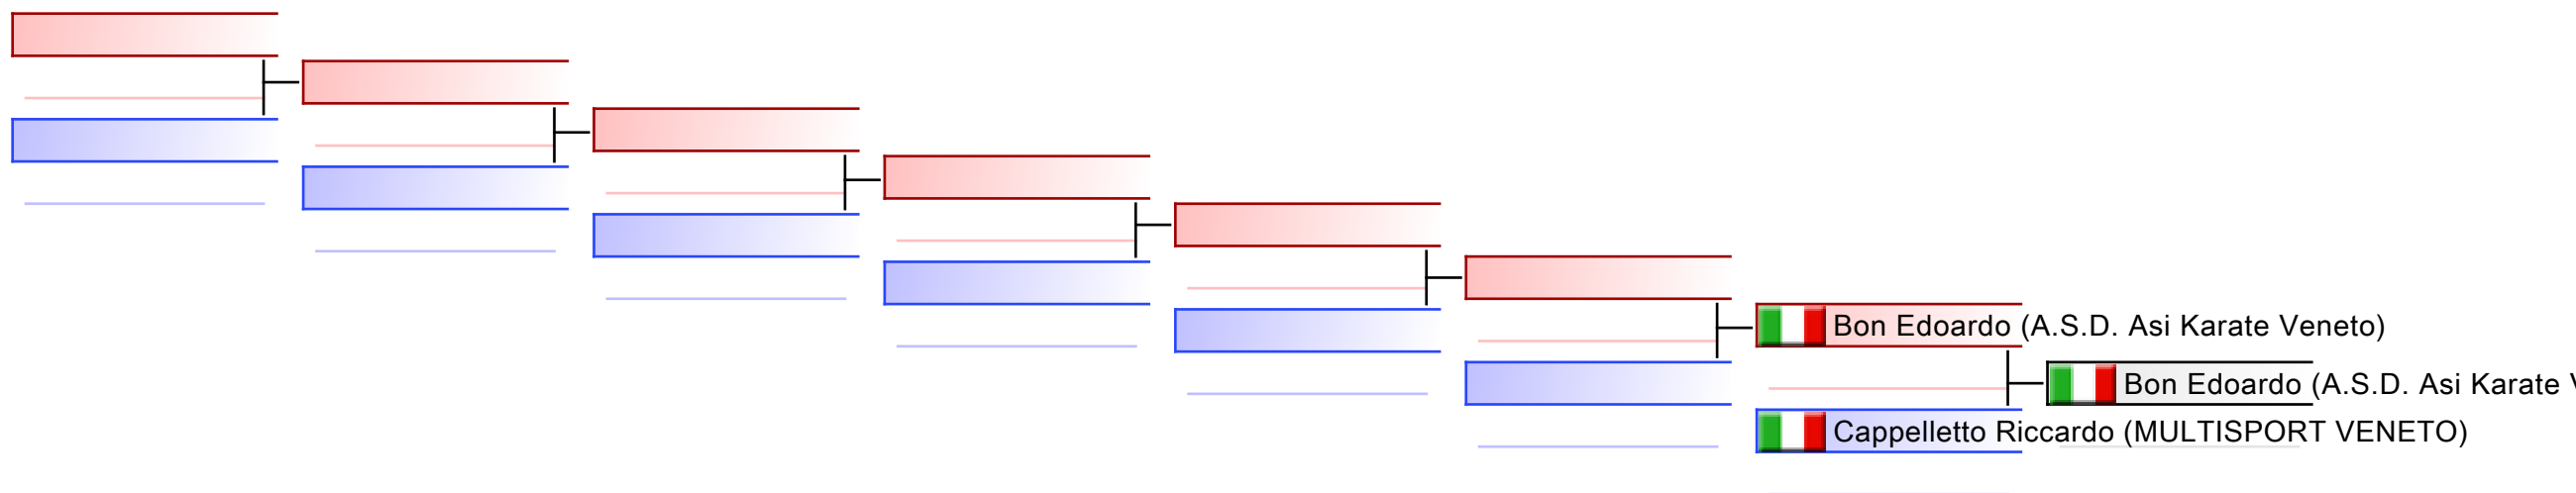 Bon Edoardo (A.S.D. Asi Karate Veneto)
Bon Edoardo (A.S.D. Asi Karate
Cappelletto Riccardo (MULTISPORT VENETO)